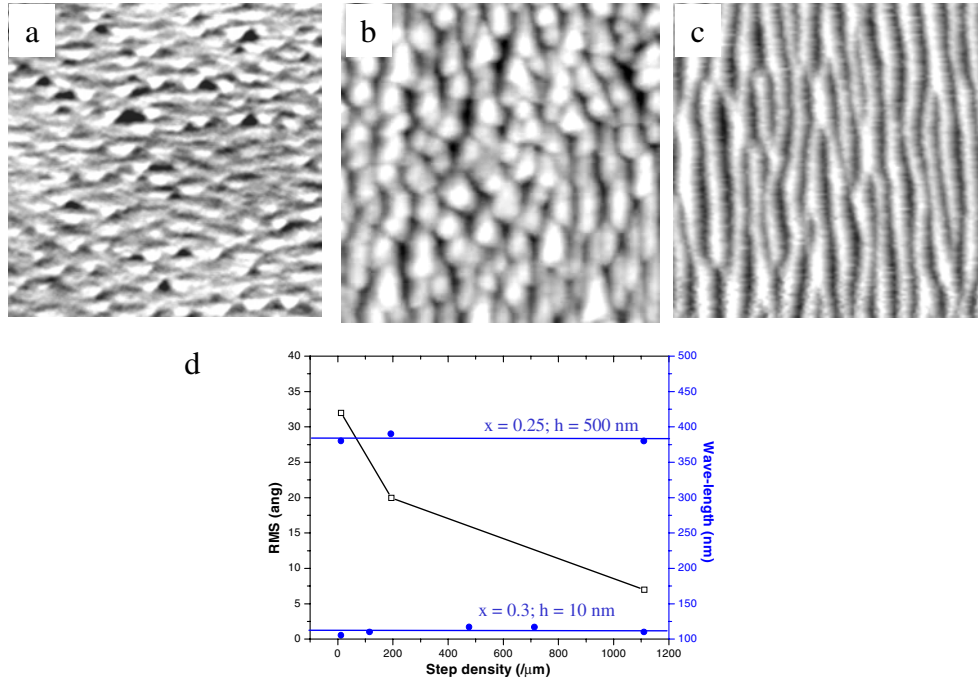 a
b
c
d
40
35
30
25
20
15
10
5
0
RMS (ang)
x = 0.25; h = 500 nm
x = 0.3; h = 10 nm
500
450
400
350
300
250
200
150
100
Wave-length (nm)
0
200
400
600
800
1000
1200
Step density (/μm)